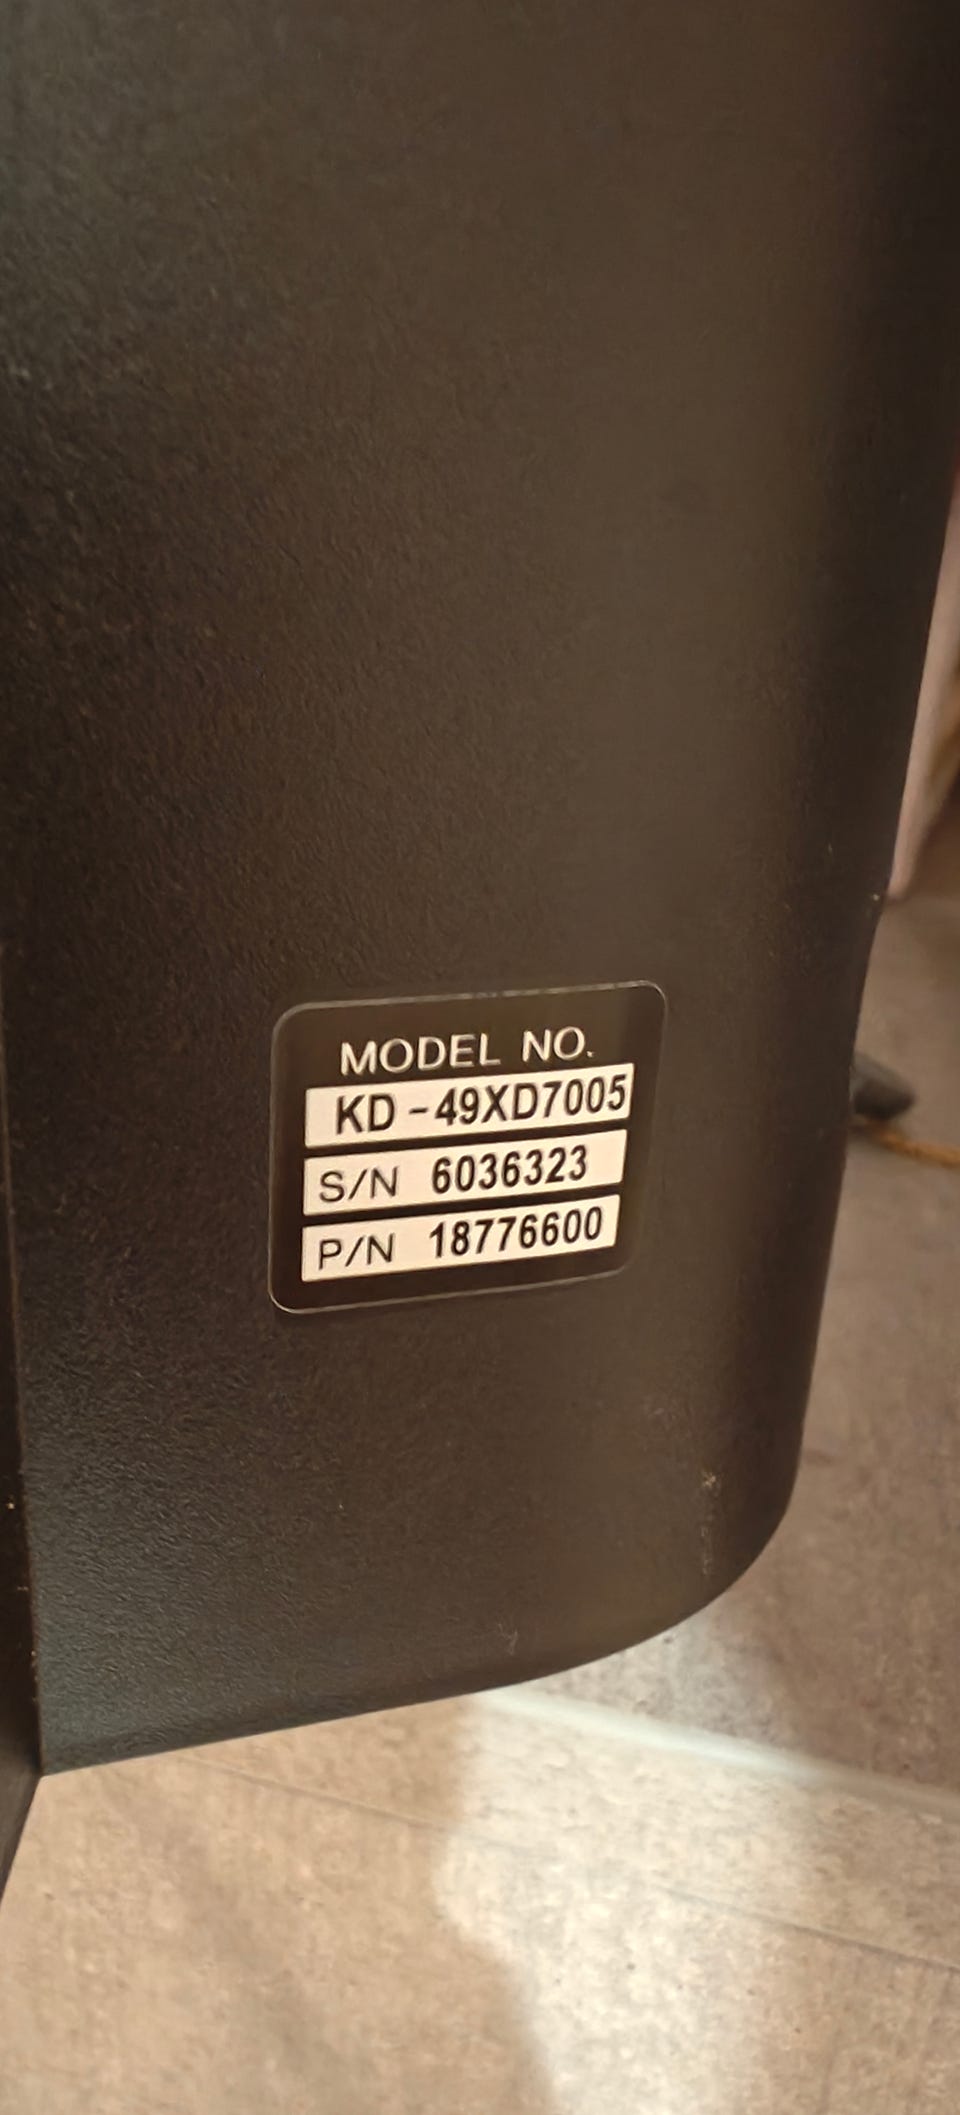 MODEL NO.
KD-49XD7005
S/N 6036323
P/N 18776600